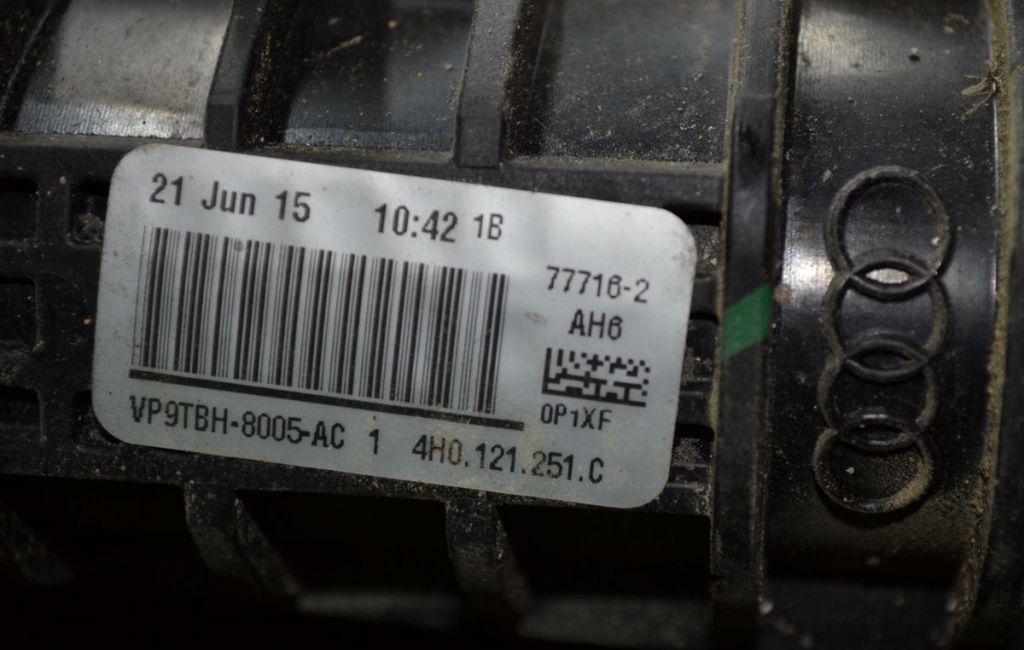 21 Jun 15 10:42 1B
77716-2
AH6
0P1XF
VP9TBH-8005-AC 1 4H0.121.251.C